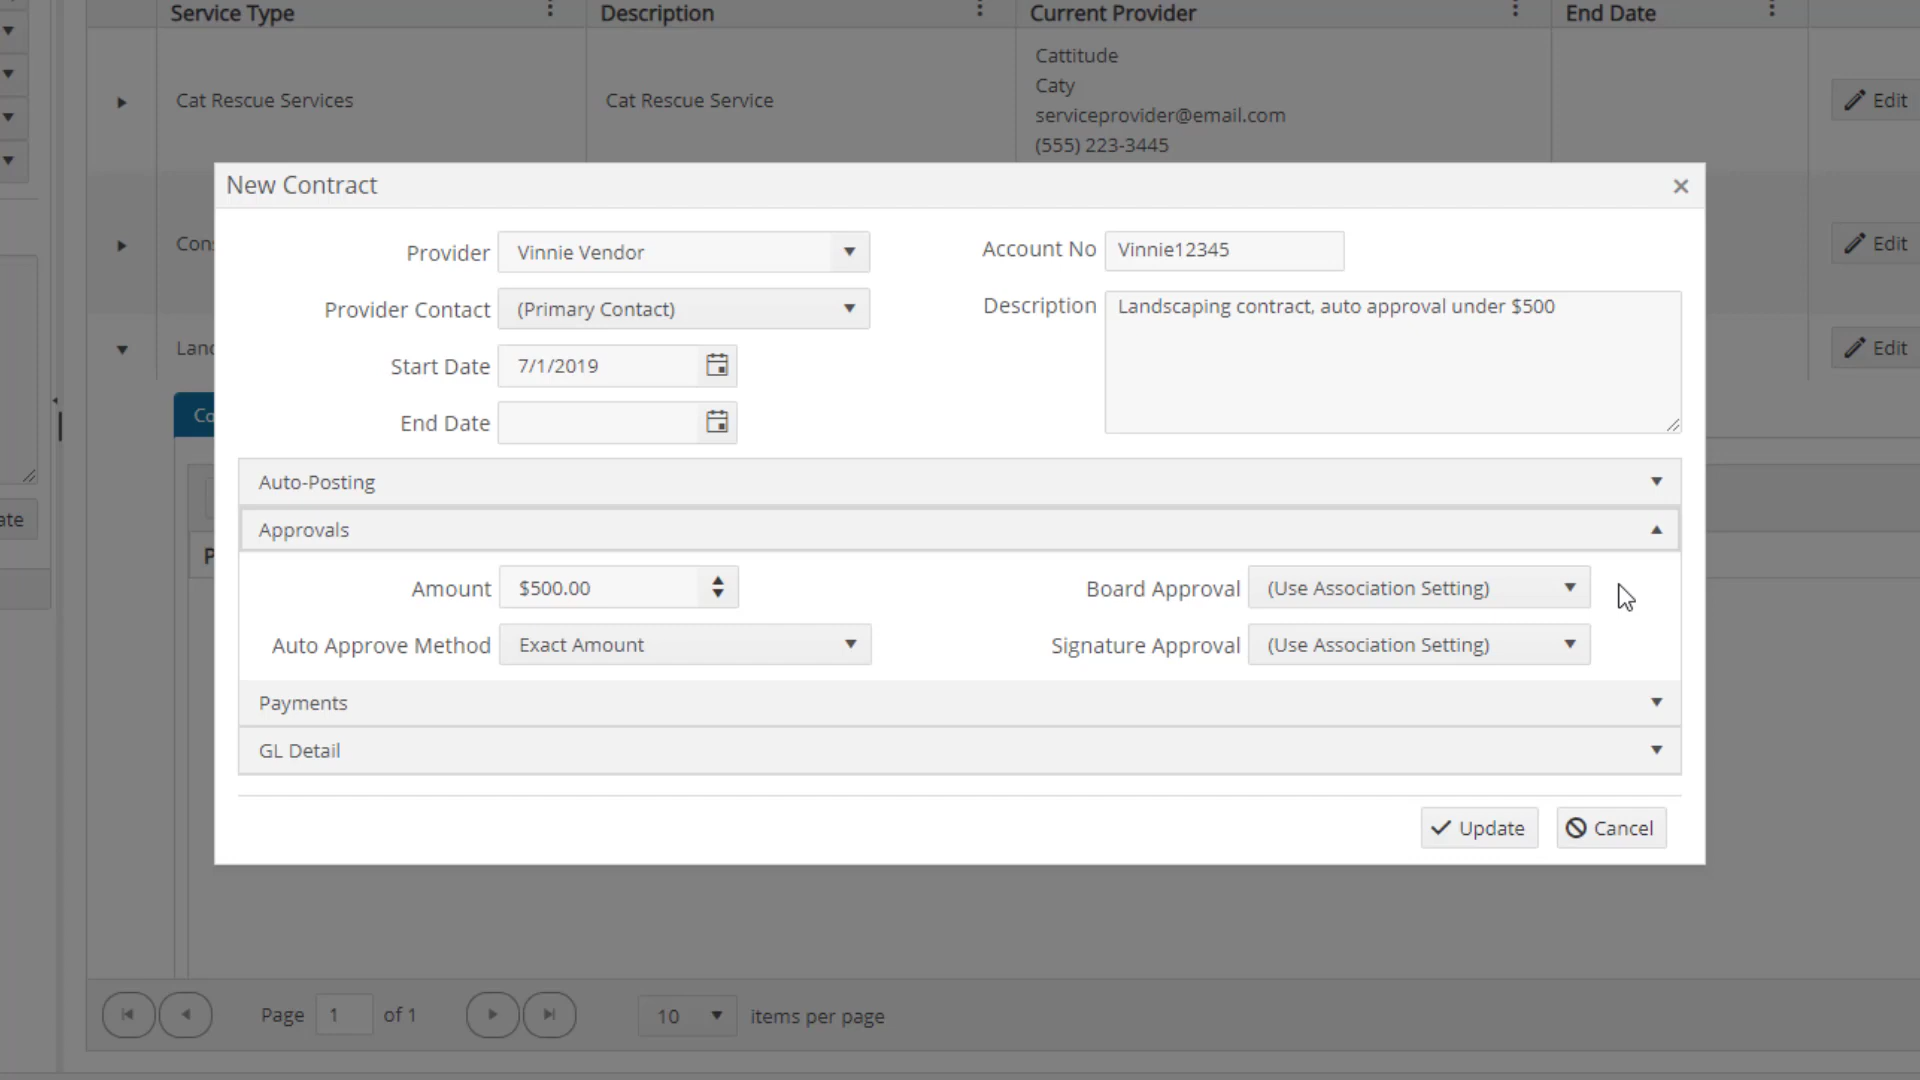 Service Type
Description
Current Provider
End Date
Cat Rescue Services
Cat Rescue Service
Cattitude
Caty
serviceprovider@email.com
(555) 223-3445
Edit
New Contract
Con
Edit
Provider
Vinnie Vendor
Account No
Vinnie12345
Provider Contact
(Primary Contact)
Description
Landscaping contract, auto approval under $500
Lan
Edit
Start Date
7/1/2019
Co
End Date
Auto-Posting
ate
Approvals
P
Amount
$500.00
Board Approval
(Use Association Setting)
Auto Approve Method
Exact Amount
Signature Approval
(Use Association Setting)
Payments
GL Detail
Update
Cancel
Page
1
of 1
10
items per page